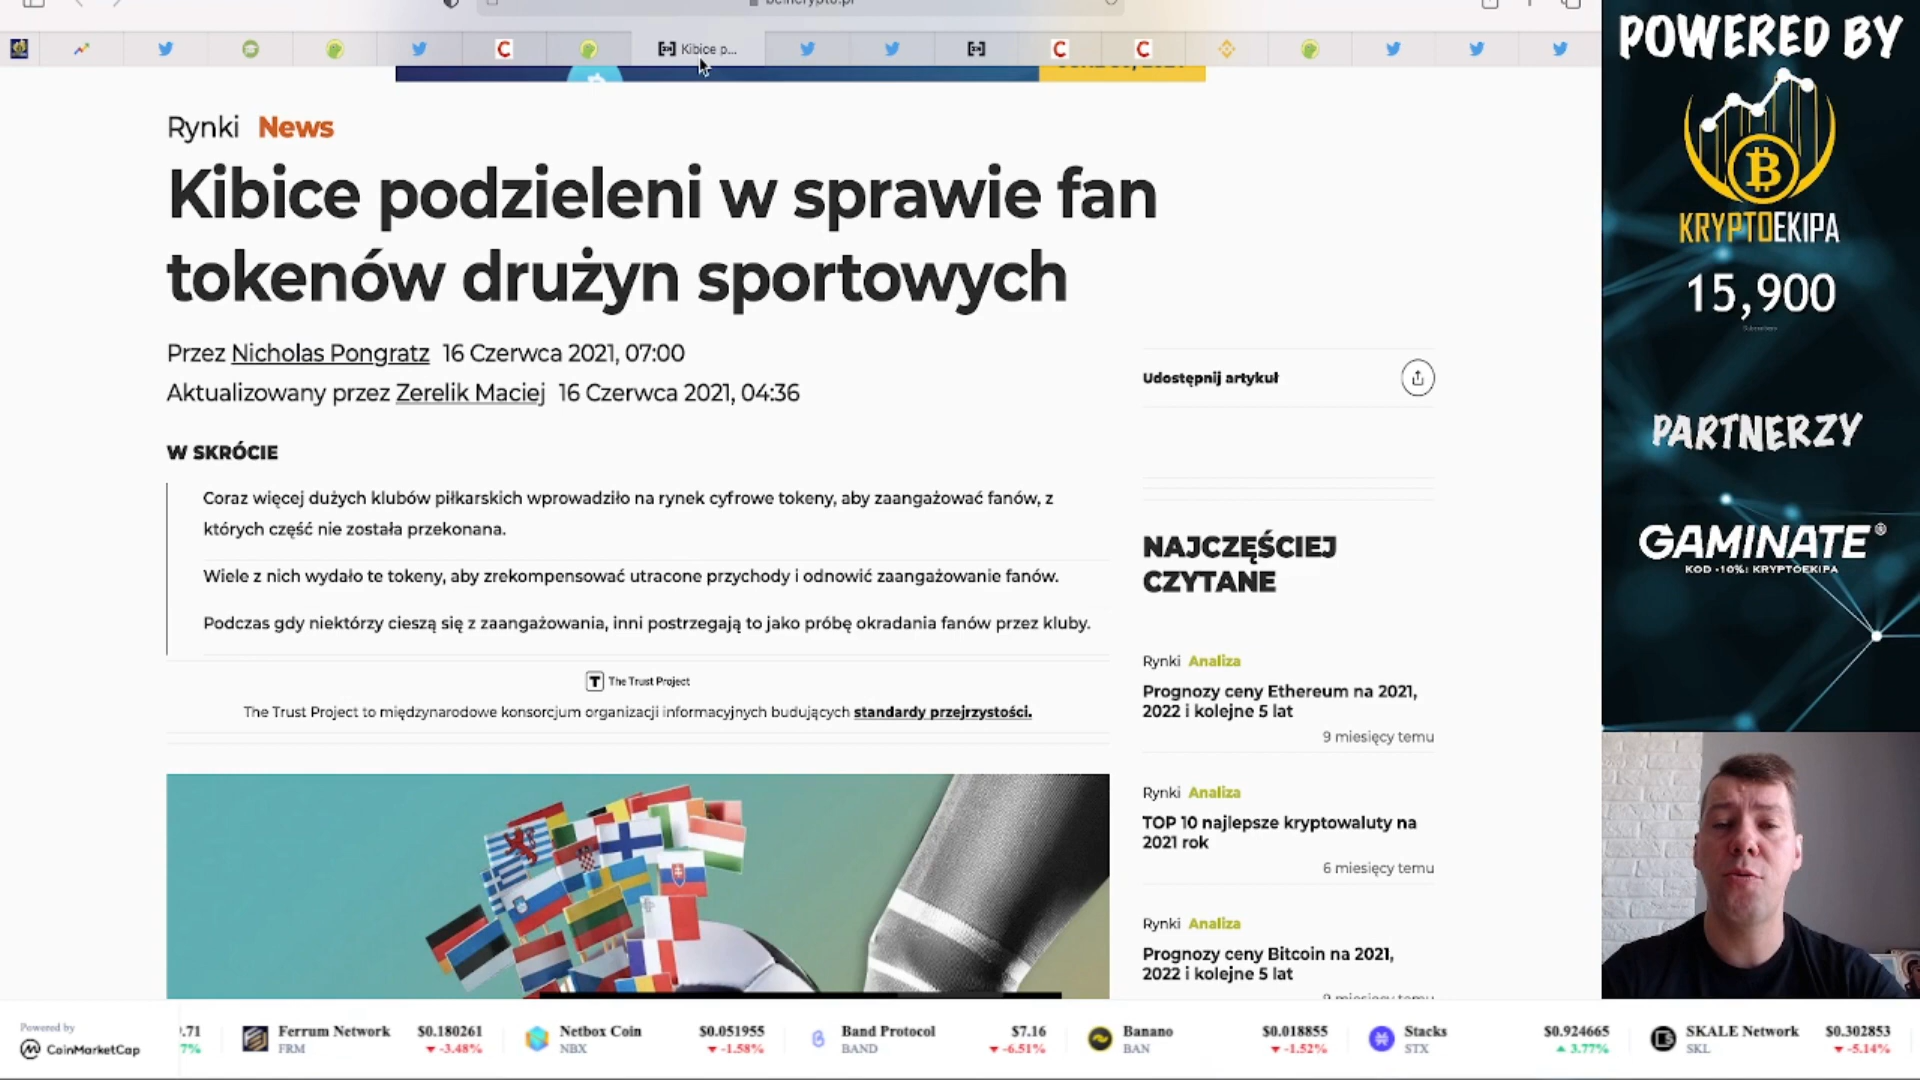 Kibice p...
POWERED BY
KRYPTOEKIPA
15,900
PARTNERZY
GAMINATE®
KOD -10%: KRYPTOEKIPA
Rynki News
Kibice podzieleni w sprawie fan
tokenów drużyn sportowych
Przez Nicholas Pongratz 16 Czerwca 2021, 07:00
Aktualizowany przez Zerelik Maciej 16 Czerwca 2021, 04:36
Udostępnij artykuł
W SKRÓCIE
Coraz więcej dużych klubów piłkarskich wprowadziło na rynek cyfrowe tokeny, aby zaangażować fanów, z
których część nie została przekonana.
Wiele z nich wydało te tokeny, aby zrekompensować utracone przychody i odnowić zaangażowanie fanów.
Podczas gdy niektórzy cieszą się z zaangażowania, inni postrzegają to jako próbę okradania fanów przez kluby.
The Trust Project
The Trust Project to międzynarodowe konsorcjum organizacji informacyjnych budujących standardy przejrzystości.
NAJCZĘŚCIEJ
CZYTANE
Rynki Analiza
Prognozy ceny Ethereum na 2021,
2022 i kolejne 5 lat
9 miesięcy temu
Rynki Analiza
TOP 10 najlepsze kryptowaluty na
2021 rok
6 miesięcy temu
Rynki Analiza
Prognozy ceny Bitcoin na 2021,
2022 i kolejne 5 lat
Powered by
CoinMarketCap
.71
7%
Ferrum Network $0.180261
FRM -3.48%
Netbox Coin $0.051955
NBX -1.58%
Band Protocol $7.16
BAND -6.51%
Banano $0.018855
BAN -1.52%
Stacks $0.924665
STX 3.77%
SKALE Network $0.302853
SKL -5.14%